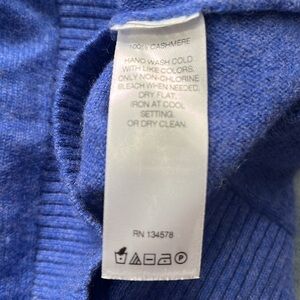 100% CASHMERE
HAND WASH COLD
WITH LIKE COLORS.
ONLY NON-CHLORINE
BLEACH WHEN NEEDED.
DRY FLAT.
IRON AT COOL
SETTING.
OR DRY CLEAN.
RN 134578
P